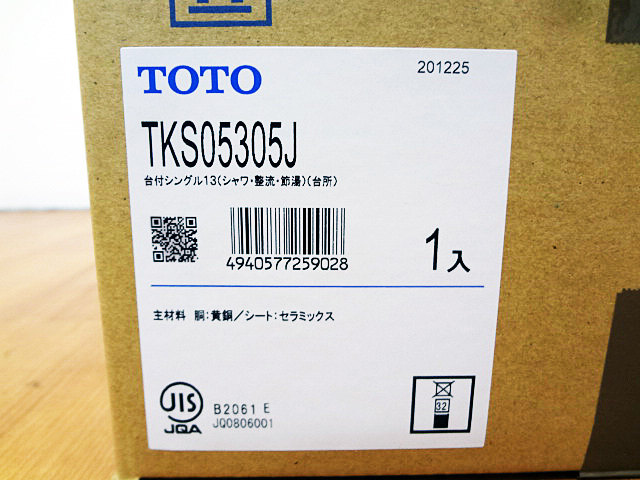 TOTO
201225
TKS05305J
台付シングル13(シャワ・整流・節湯)(台所)
4940577259028
1入
主材料 胴:黄銅/シート:セラミックス
JIS
JQA
B2061 E
JQ0806001
32